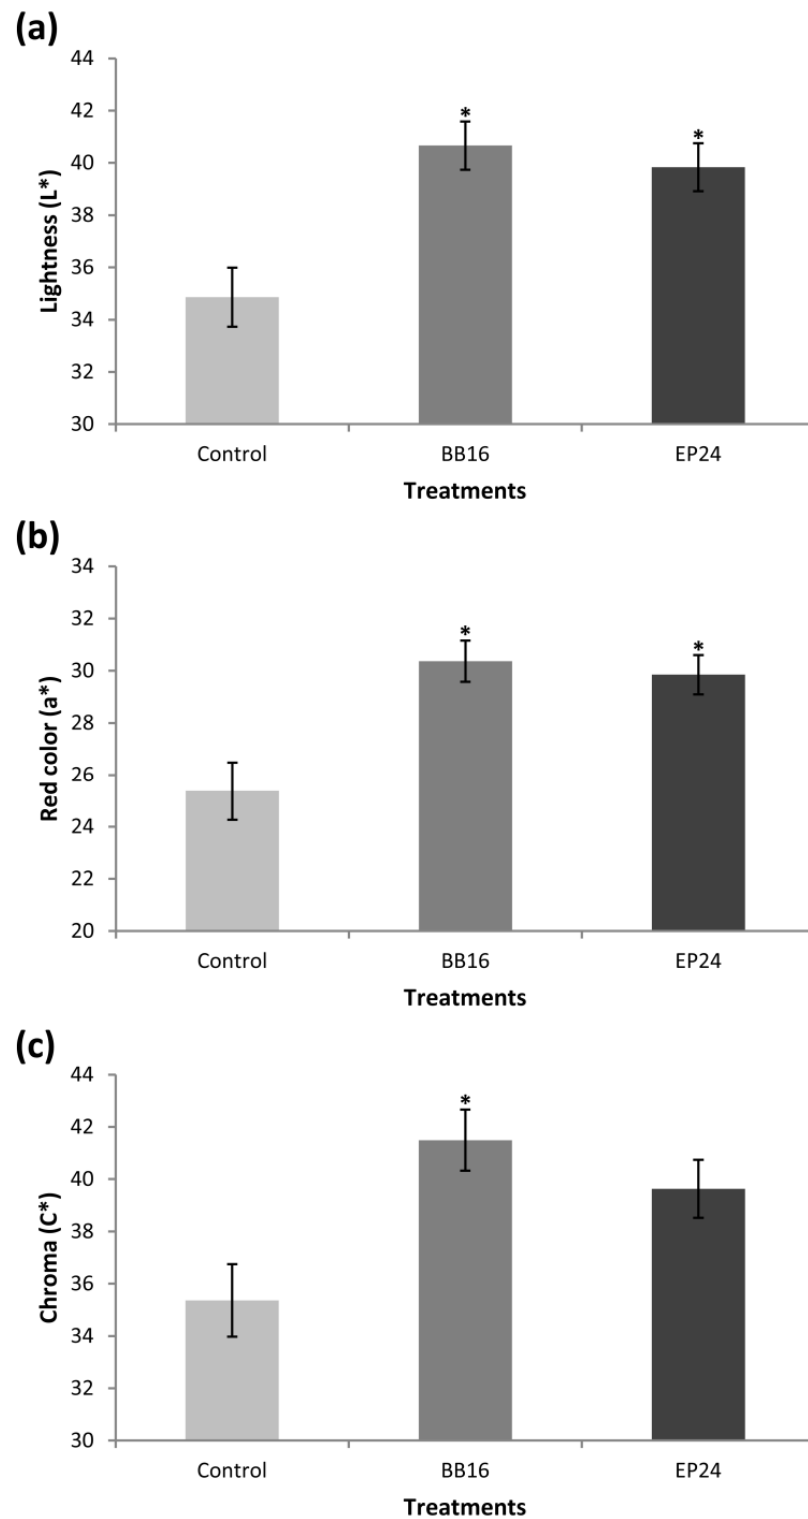 (a)
Lightness (L*)
44
42
40
38
36
34
32
30
*
*
Control BB16 EP24
Treatments
(b)
Red color (a*)
34
32
30
28
26
24
22
20
*
*
Control BB16 EP24
Treatments
(c)
Chroma (C*)
44
42
40
38
36
34
32
30
*
Control BB16 EP24
Treatments